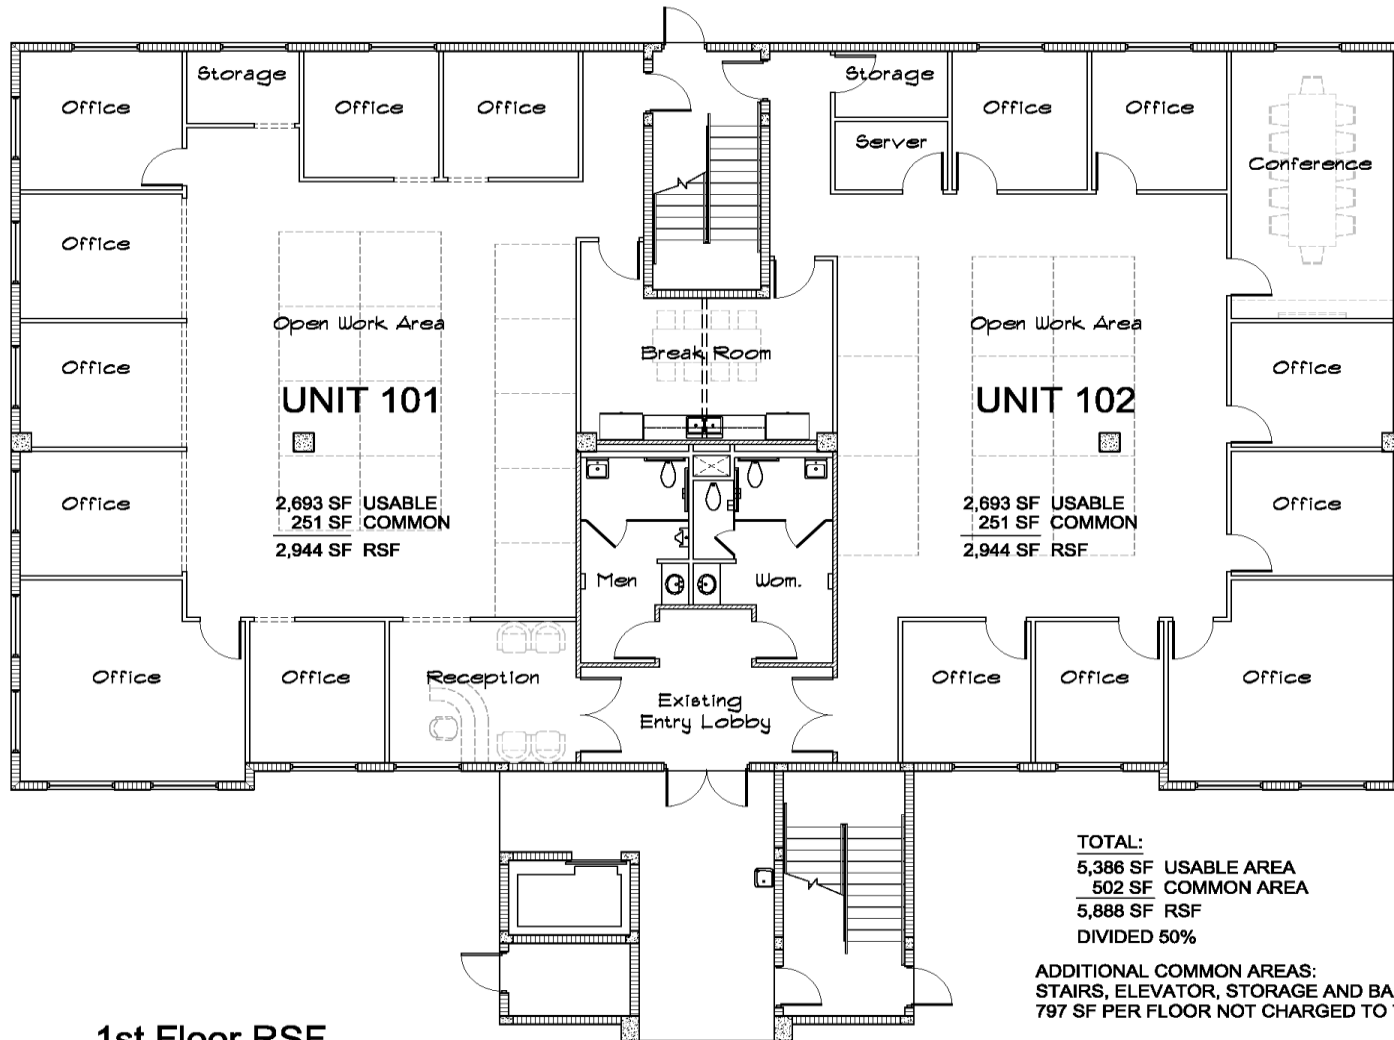 Office
Storage
Office
Office
Storage
Office
Office
Server
Conference
Office
Open Work Area
Open Work Area
Break Room
Office
Office
UNIT 101
UNIT 102
Office
Office
2,693 SF USABLE
251 SF COMMON
2,944 SF RSF
2,693 SF USABLE
251 SF COMMON
2,944 SF RSF
Men
Wom.
Office
Office
Reception
Existing
Entry Lobby
Office
Office
Office
TOTAL:
5,386 SF USABLE AREA
502 SF COMMON AREA
5,888 SF RSF
DIVIDED 50%
ADDITIONAL COMMON AREAS:
STAIRS, ELEVATOR, STORAGE AND BA
797 SF PER FLOOR NOT CHARGED TO
1st Floor RSF